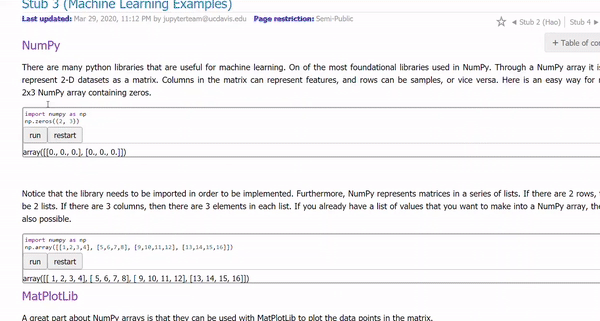 Stub 3 (Machine Learning Examples)
Last updated: Mar 29, 2020, 11:12 PM by jupyterteam@ucdavis.edu Page restriction: Semi-Public
◂ Stub 2 (Hao) Stub 4 ▸
+ Table of con
NumPy
There are many python libraries that are useful for machine learning. On of the most foundational libraries used in NumPy. Through a NumPy array it is
represent 2-D datasets as a matrix. Columns in the matrix can represent features, and rows can be samples, or vice versa. Here is an easy way for
2x3 NumPy array containing zeros.
import numpy as np
np.zeros((2, 3))
run restart
array([[0., 0., 0.], [0., 0., 0.]])
Notice that the library needs to be imported in order to be implemented. Furthermore, NumPy represents matrices in a series of lists. If there are 2 rows,
be 2 lists. If there are 3 columns, then there are 3 elements in each list. If you already have a list of values that you want to make into a NumPy array, the
also possible.
import numpy as np
np.array([[1,2,3,4], [5,6,7,8], [9,10,11,12], [13,14,15,16]])
run restart
array([[ 1, 2, 3, 4], [ 5, 6, 7, 8], [ 9, 10, 11, 12], [13, 14, 15, 16]])
MatPlotLib
A great part about NumPy arrays is that they can be used with MatPlotLib to plot the data points in the matrix.